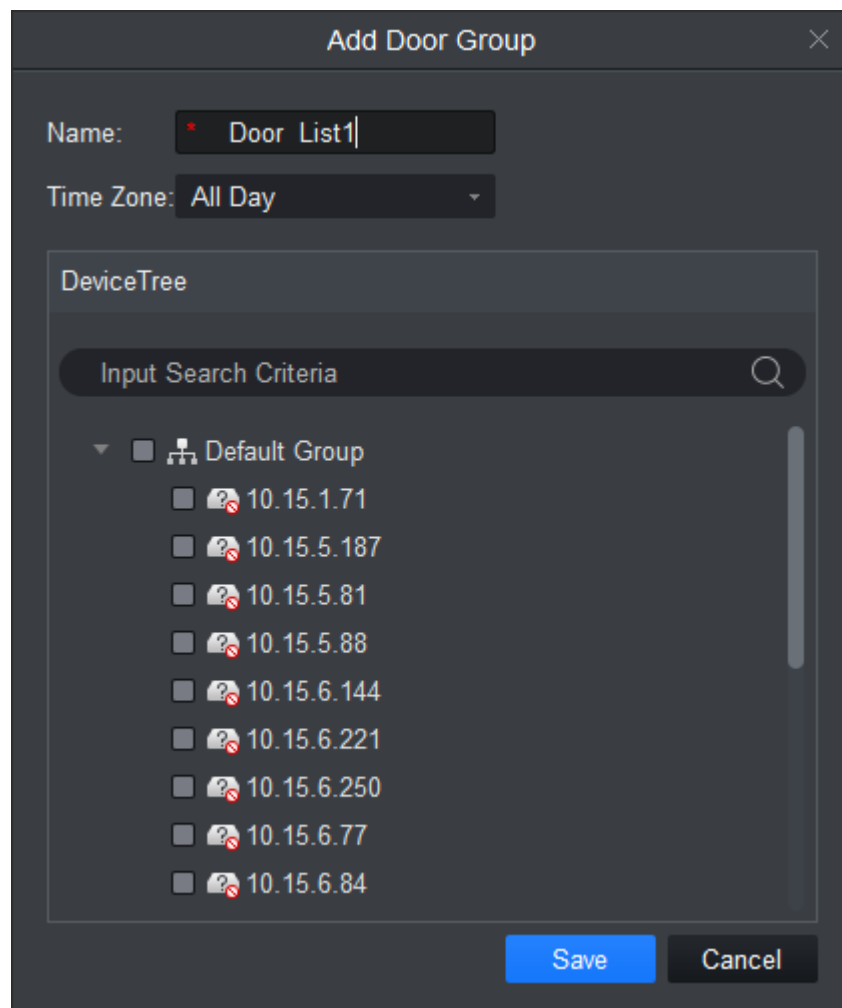 Add Door Group
Name: * Door List1
Time Zone: All Day
DeviceTree
Input Search Criteria
Default Group
10.15.1.71
10.15.5.187
10.15.5.81
10.15.5.88
10.15.6.144
10.15.6.221
10.15.6.250
10.15.6.77
10.15.6.84
Save Cancel